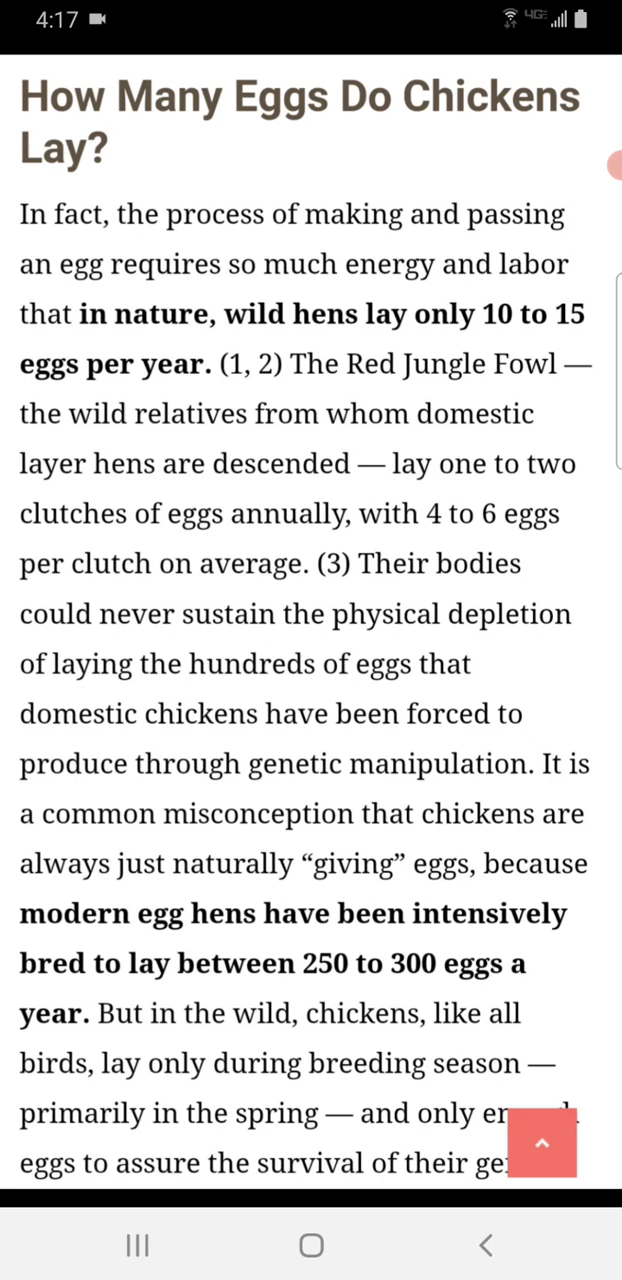 4:17
4G
How Many Eggs Do Chickens
Lay?
In fact, the process of making and passing
an egg requires so much energy and labor
that in nature, wild hens lay only 10 to 15
eggs per year. (1, 2) The Red Jungle Fowl —
the wild relatives from whom domestic
layer hens are descended — lay one to two
clutches of eggs annually, with 4 to 6 eggs
per clutch on average. (3) Their bodies
could never sustain the physical depletion
of laying the hundreds of eggs that
domestic chickens have been forced to
produce through genetic manipulation. It is
a common misconception that chickens are
always just naturally “giving” eggs, because
modern egg hens have been intensively
bred to lay between 250 to 300 eggs a
year. But in the wild, chickens, like all
birds, lay only during breeding season —
primarily in the spring — and only
eggs to assure the survival of their